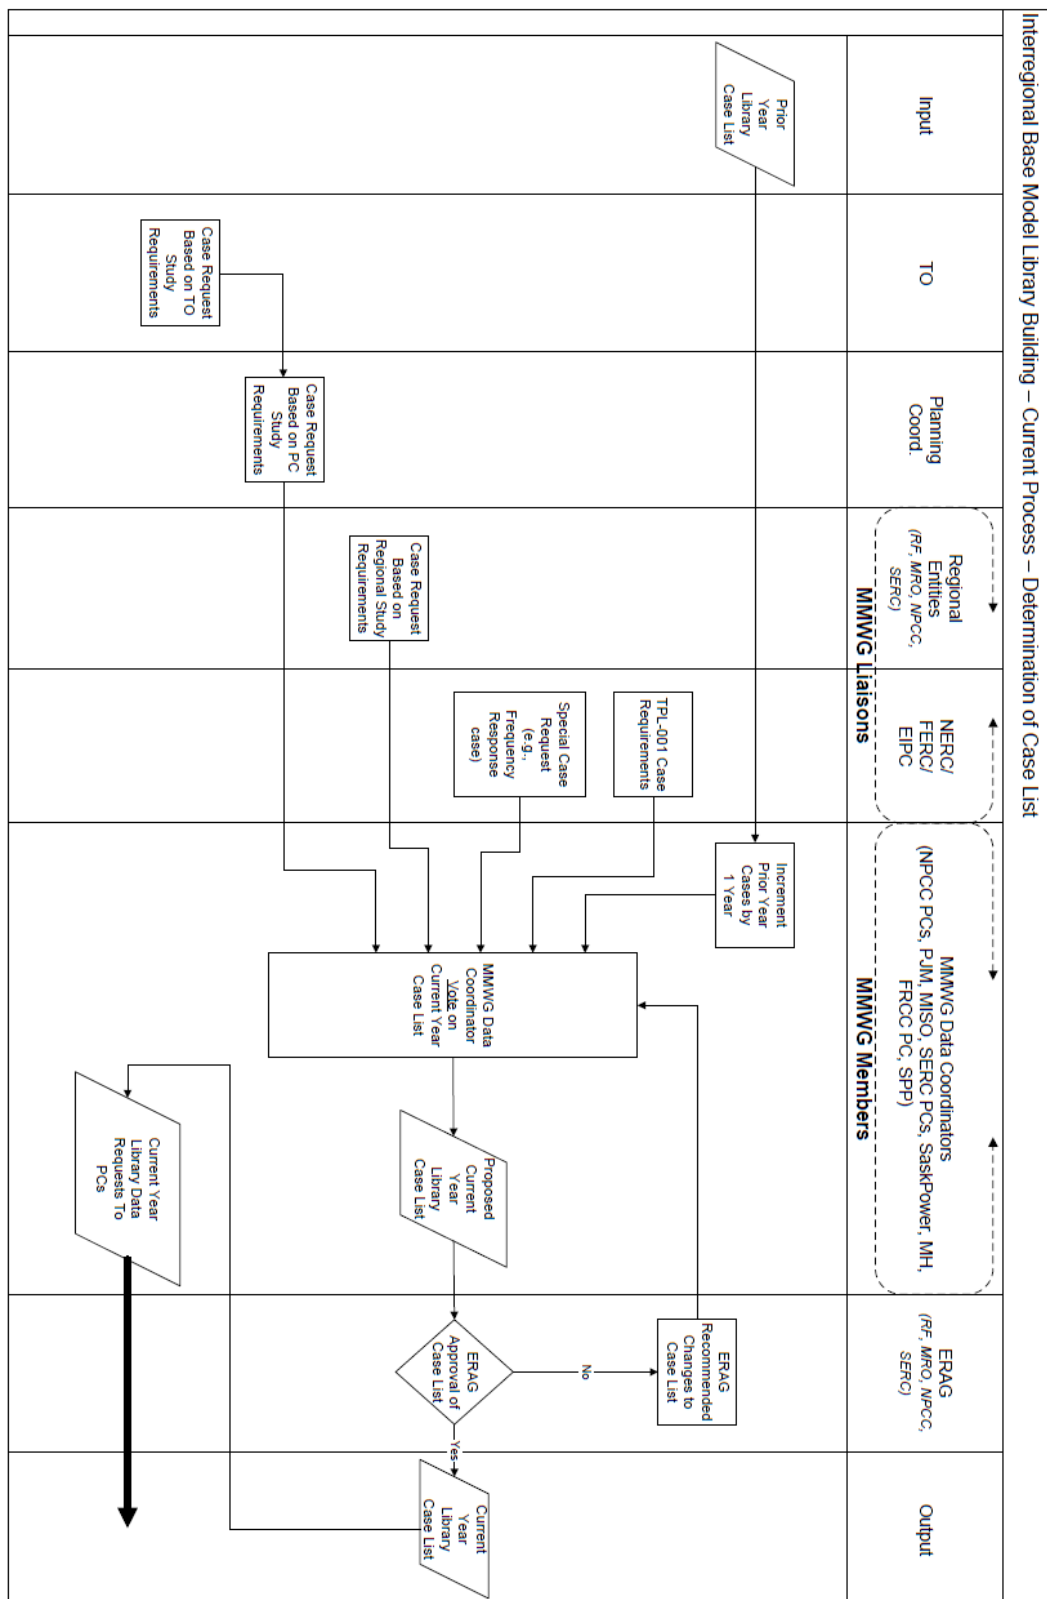 Interregional Base Model Library Building – Current Process – Determination of Case List
Input
TO
Planning
Coord.
Regional
Entities
(RF, MRO, NPCC,
SERC)
MMWG Liaisons
NERC/
FERC/
EIPC
MMWG Data Coordinators
(NPCC PCs, PJM, MISO, SERC PCs, SaskPower, MH,
FRCC PC, SPP)
MMWG Members
ERAG
(RF, MRO, NPCC,
SERC)
Output
Prior
Year
Library
Case List
Increment
Prior Year
Cases by
1 Year
ERAG
Recommended
Changes to
Case List
TPL-001 Case
Requirements
Special Case
Request
(e.g.,
Frequency
Response
case)
No
Case Request
Based on
Regional Study
Requirements
MMWG Data
Coordinator
Vote on
Current Year
Case List
Proposed
Current
Year
Library
Case List
ERAG
Approval of
Case List
Yes
Current
Year
Library
Case List
Case Request
Based on PC
Study
Requirements
Case Request
Based on TO
Study
Requirements
Current Year
Library Data
Requests To
PCs